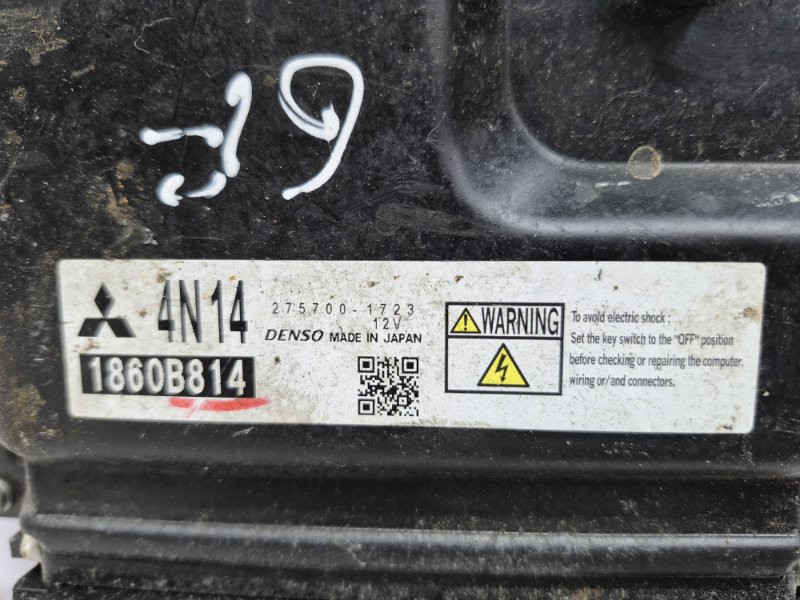 4N14
1860B814
275700-1723
12V
DENSO MADE IN JAPAN
WARNING
To avoid electric shock ;
Set the key switch to the "OFF" position
before checking or repairing the computer,
wiring or/and connectors.